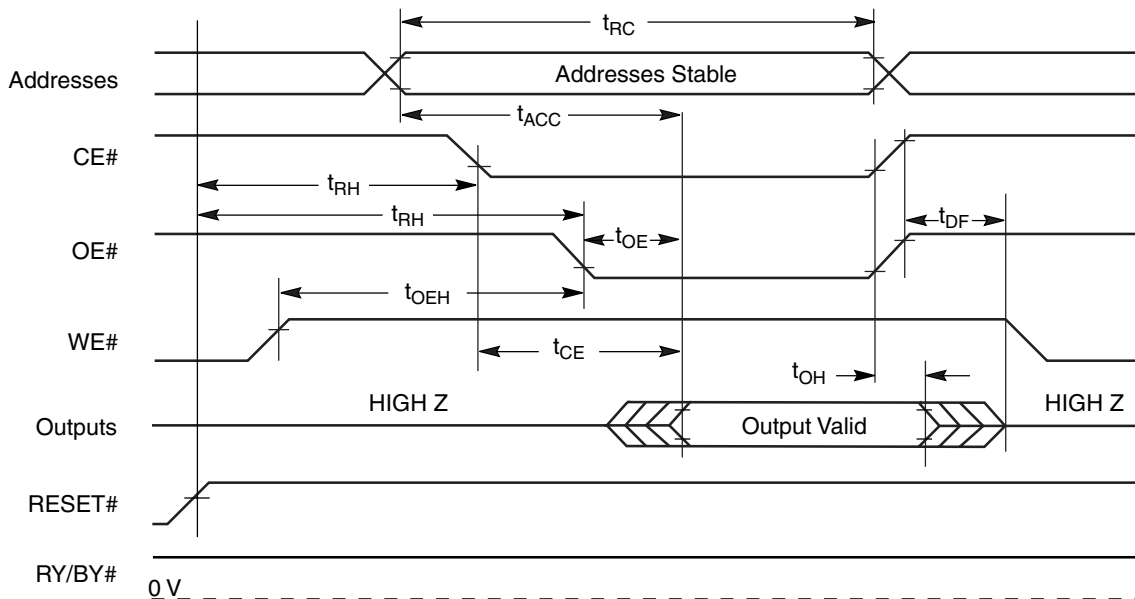 tRC
Addresses
Addresses Stable
tACC
CE#
tRH
tRH
tDF
tOE
OE#
tOEH
WE#
tCE
tOH
HIGH Z
HIGH Z
Outputs
Output Valid
RESET#
RY/BY#
0 V